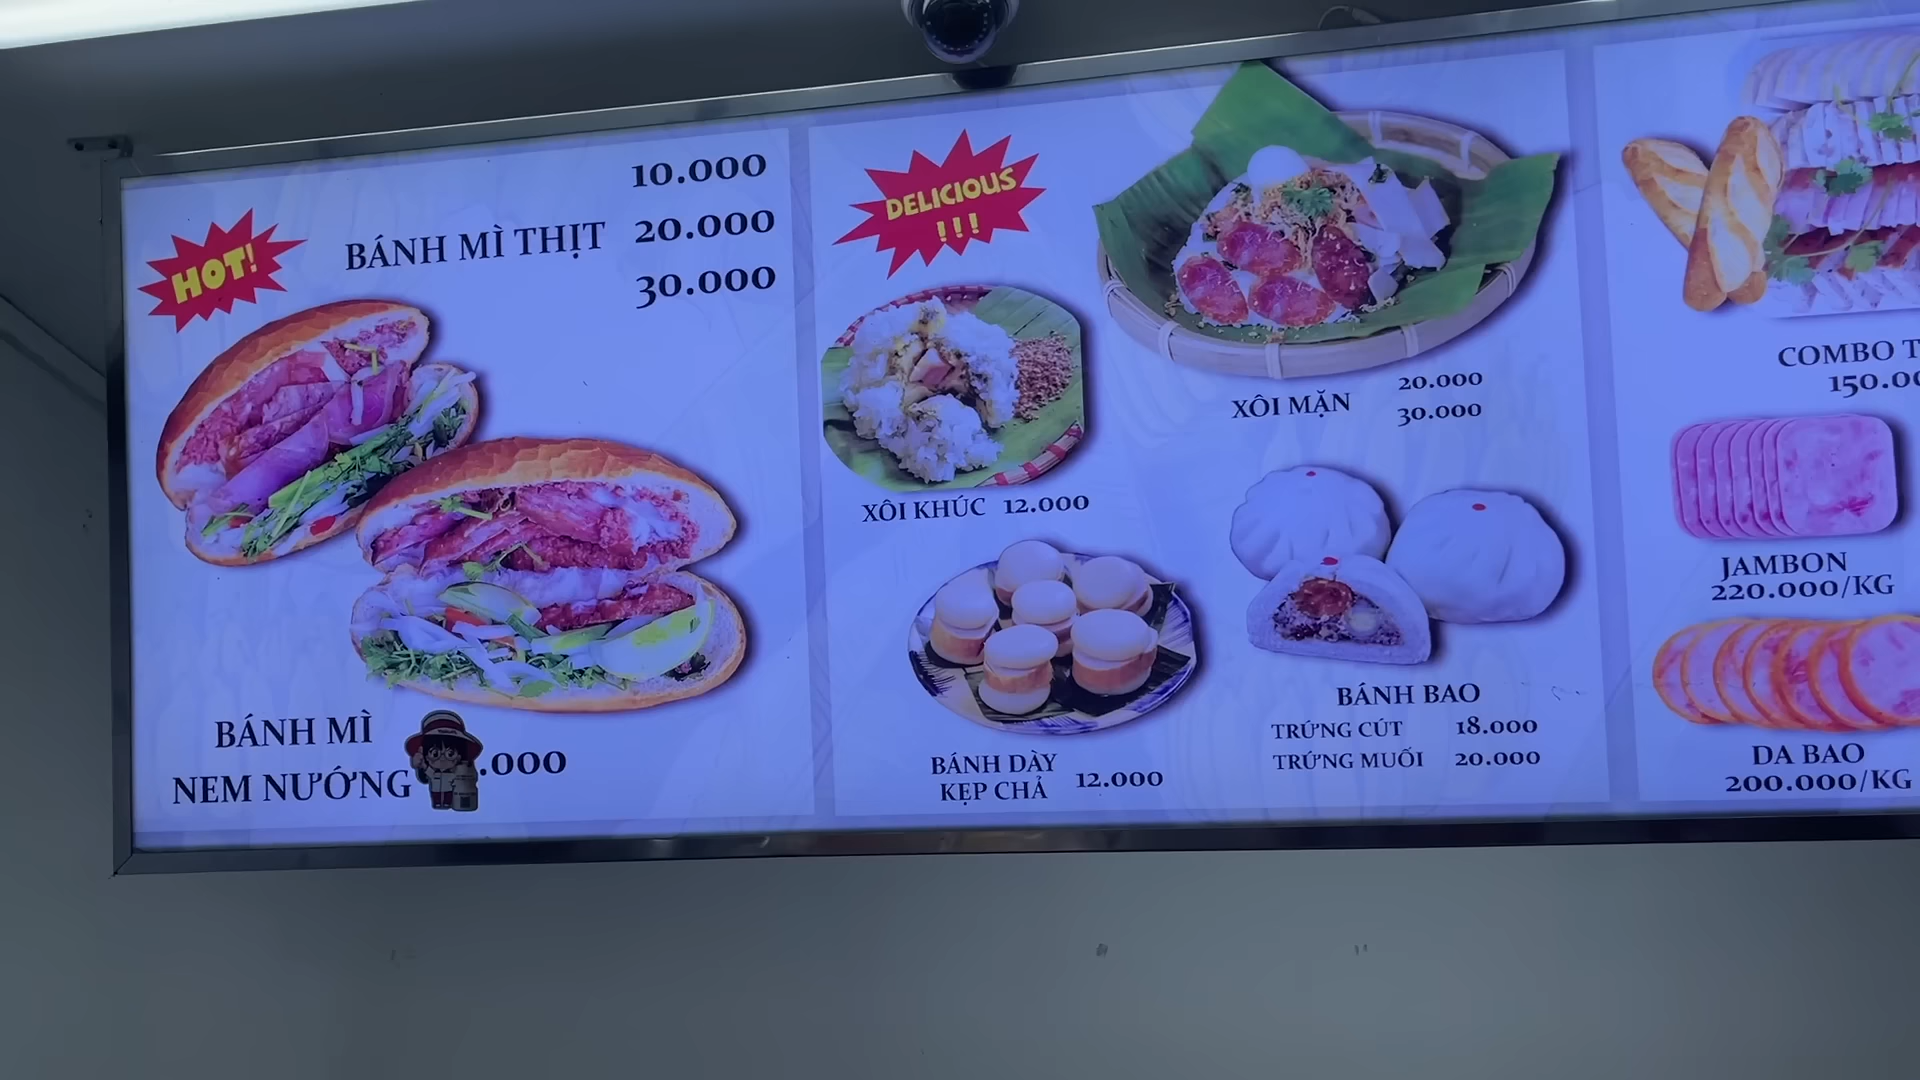 HOT!
BÁNH MÌ THỊT
10.000
20.000
30.000
BÁNH MÌ
NEM NƯỚNG
.000
DELICIOUS
!!!
XÔI KHÚC 12.000
XÔI MẶN
20.000
30.000
BÁNH DÀY
KẸP CHẢ
12.000
BÁNH BAO
TRỨNG CÚT 18.000
TRỨNG MUỐI 20.000
COMBO T
150.00
JAMBON
220.000/KG
DA BAO
200.000/KG